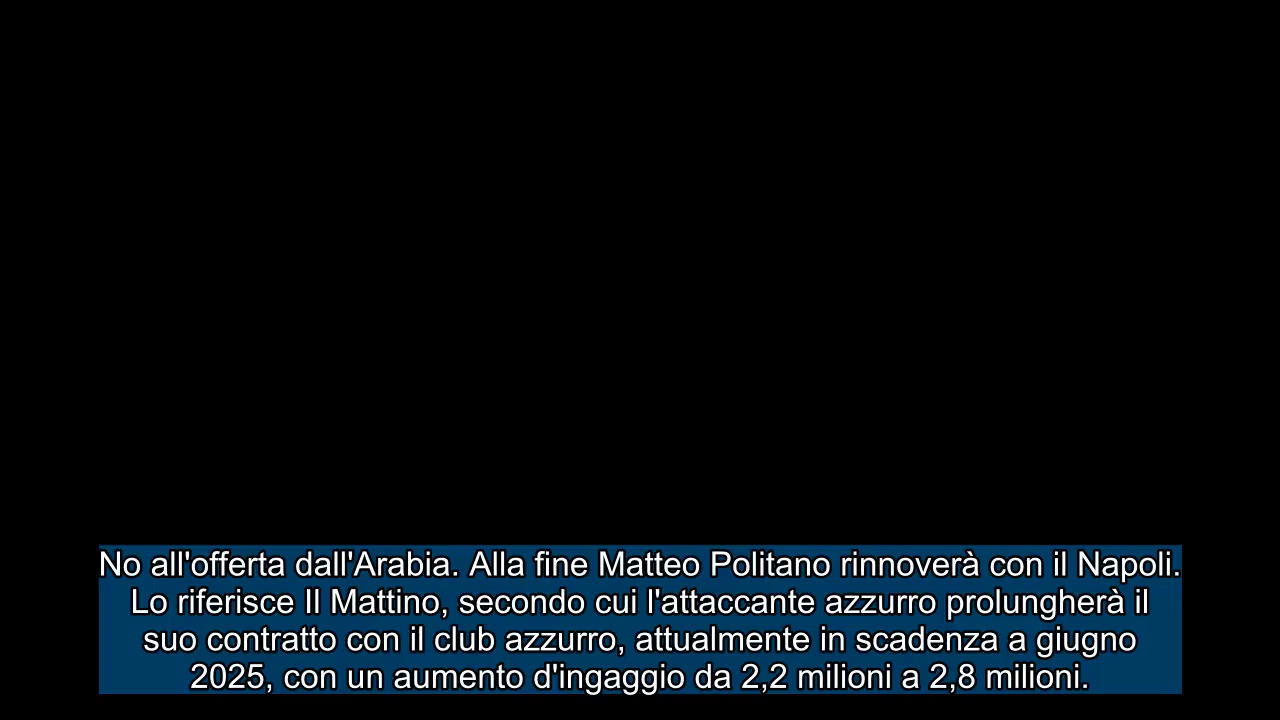 No all'offerta dall'Arabia. Alla fine Matteo Politano rinnoverà con il Napoli.
Lo riferisce Il Mattino, secondo cui l'attaccante azzurro prolungherà il
suo contratto con il club azzurro, attualmente in scadenza a giugno
2025, con un aumento d'ingaggio da 2,2 milioni a 2,8 milioni.